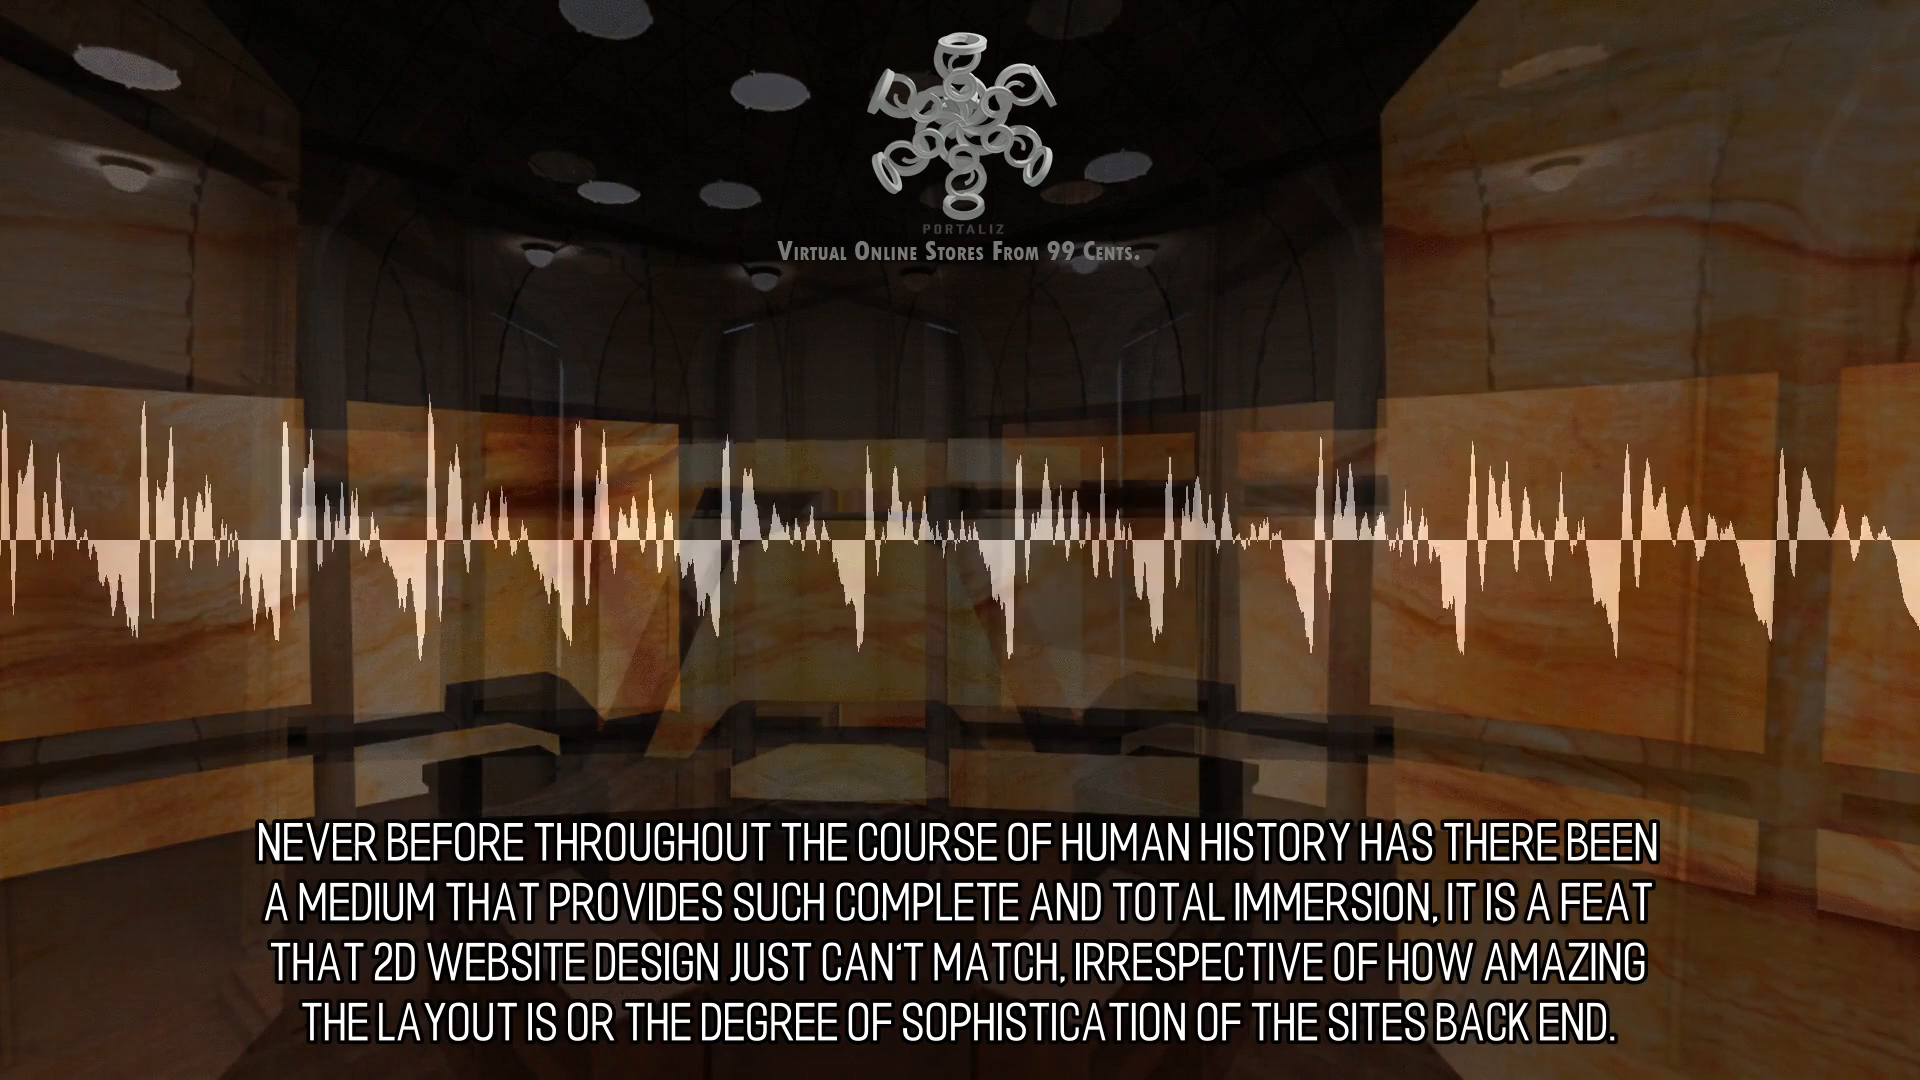 PORTALIZ
Virtual Online Stores From 99 Cents.
NEVER BEFORE THROUGHOUT THE COURSE OF HUMAN HISTORY HAS THERE BEEN
A MEDIUM THAT PROVIDES SUCH COMPLETE AND TOTAL IMMERSION, IT IS A FEAT
THAT 2D WEBSITE DESIGN JUST CAN'T MATCH, IRRESPECTIVE OF HOW AMAZING
THE LAYOUT IS OR THE DEGREE OF SOPHISTICATION OF THE SITES BACK END.